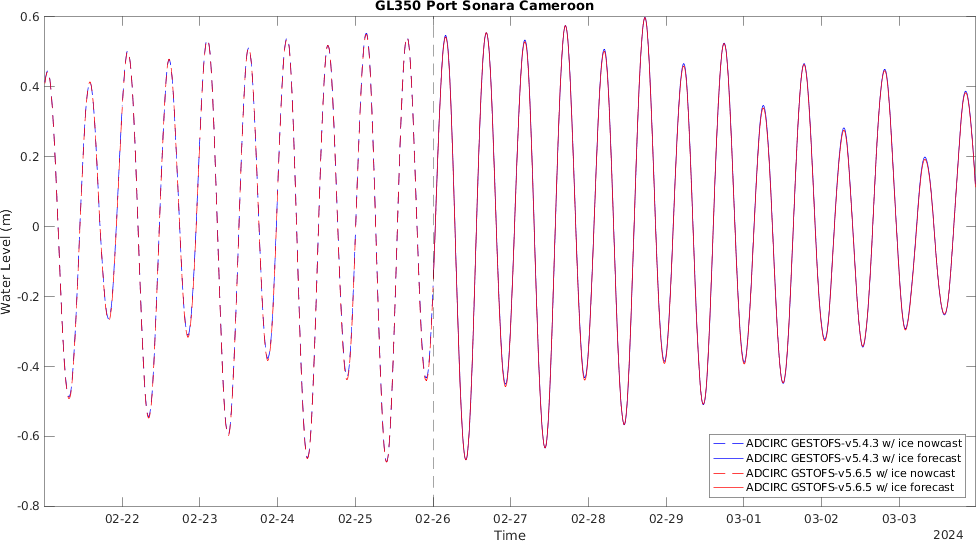 GL350 Port Sonara Cameroon
0.6
0.4
0.2
0
-0.2
-0.4
-0.6
-0.8
Water Level (m)
ADCIRC GESTOFS-v5.4.3 w/ ice nowcast
ADCIRC GESTOFS-v5.4.3 w/ ice forecast
ADCIRC GSTOFS-v5.6.5 w/ ice nowcast
ADCIRC GSTOFS-v5.6.5 w/ ice forecast
02-22 02-23 02-24 02-25 02-26 02-27 02-28 02-29 03-01 03-02 03-03
Time
2024